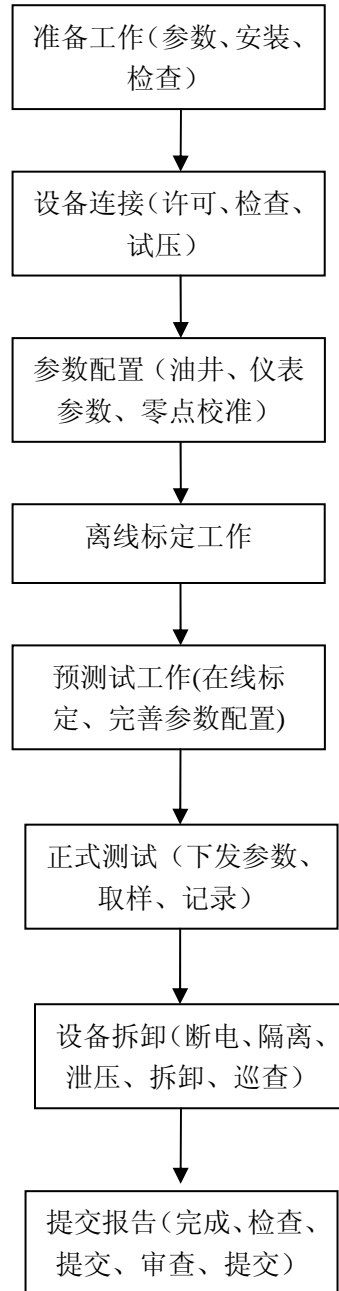 准备工作（参数、安装、
检查）
设备连接（许可、检查、
试压）
参数配置（油井、仪表
参数、零点校准）
离线标定工作
预测试工作(在线标
定、完善参数配置)
正式测试（下发参数、
取样、记录）
设备拆卸（断电、隔离、
泄压、拆卸、巡查）
提交报告（完成、检查、
提交、审查、提交）